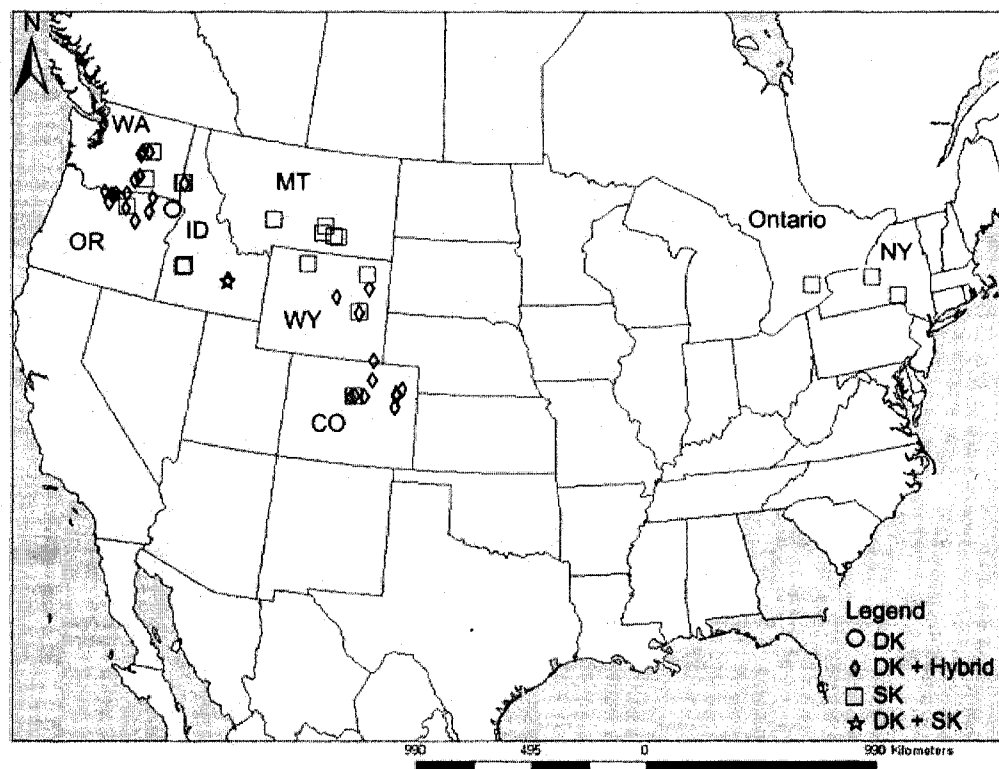 N
WA
MT
Ontario
NY
OR
ID
WY
CO
Legend
DK
DK + Hybrid
SK
DK + SK
990 495 0 990 Kilometers